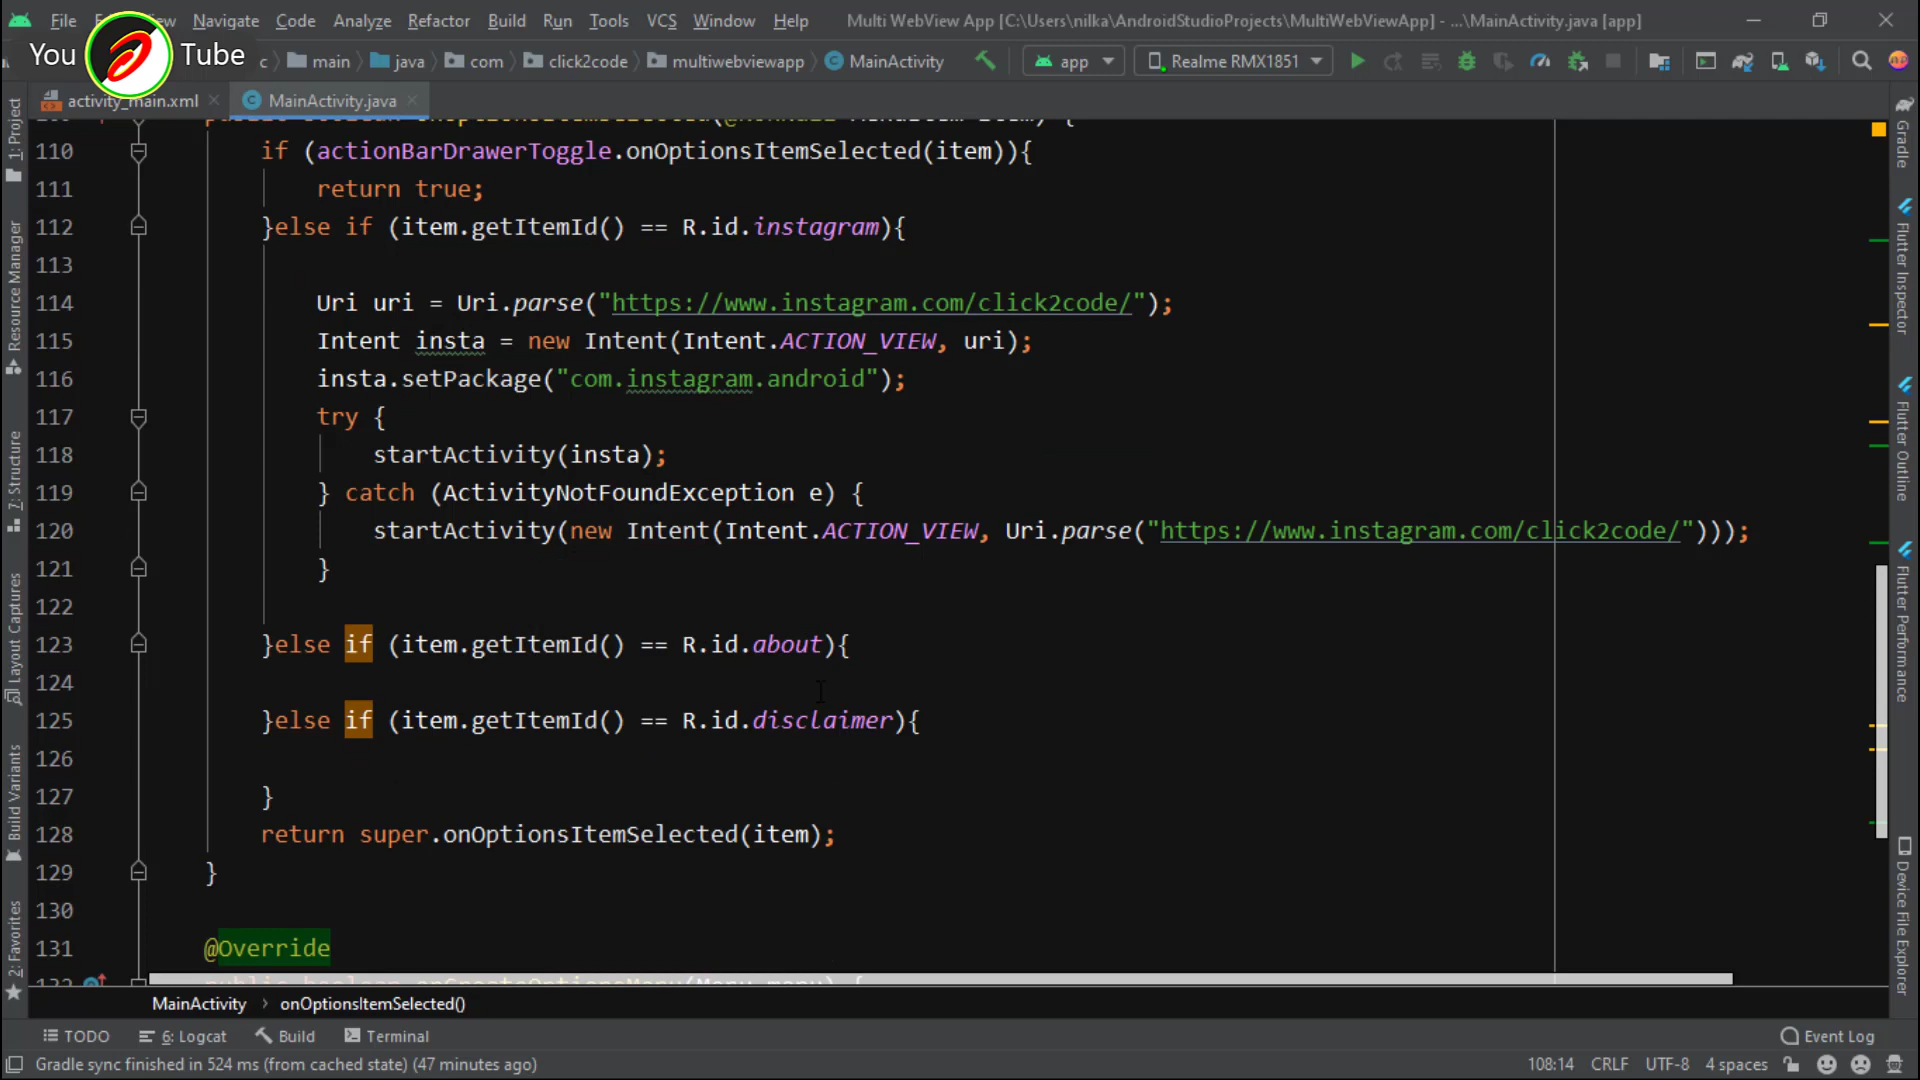 File View Navigate Code Analyze Refactor Build Run Tools VCS Window Help Multi WebView App [C:\Users\nilka\AndroidStudioProjects\MultiWebViewApp] - ...\MainActivity.java [app]
You Tube
c main java com click2code multiwebviewapp MainActivity app Realme RMX1851
activity_main.xml MainActivity.java
110 if (actionBarDrawerToggle.onOptionsItemSelected(item)){
111 return true;
112 }else if (item.getItemId() == R.id.instagram){
113
114 Uri uri = Uri.parse("https://www.instagram.com/click2code/");
115 Intent insta = new Intent(Intent.ACTION_VIEW, uri);
116 insta.setPackage("com.instagram.android");
117 try {
118 startActivity(insta);
119 } catch (ActivityNotFoundException e) {
120 startActivity(new Intent(Intent.ACTION_VIEW, Uri.parse("https://www.instagram.com/click2code/")));
121 }
122
123 }else if (item.getItemId() == R.id.about){
124
125 }else if (item.getItemId() == R.id.disclaimer){
126
127 }
128 return super.onOptionsItemSelected(item);
129 }
130
131 @Override
132 public boolean onCreateOptionsMenu(Menu menu) {
MainActivity > onOptionsItemSelected()
TODO 6: Logcat Build Terminal Event Log
Gradle sync finished in 524 ms (from cached state) (47 minutes ago) 108:14 CRLF UTF-8 4 spaces
1: Project
Resource Manager
7: Structure
Layout Captures
Build Variants
2: Favorites
Gradle
Flutter Inspector
Flutter Outline
Flutter Performance
Device File Explorer